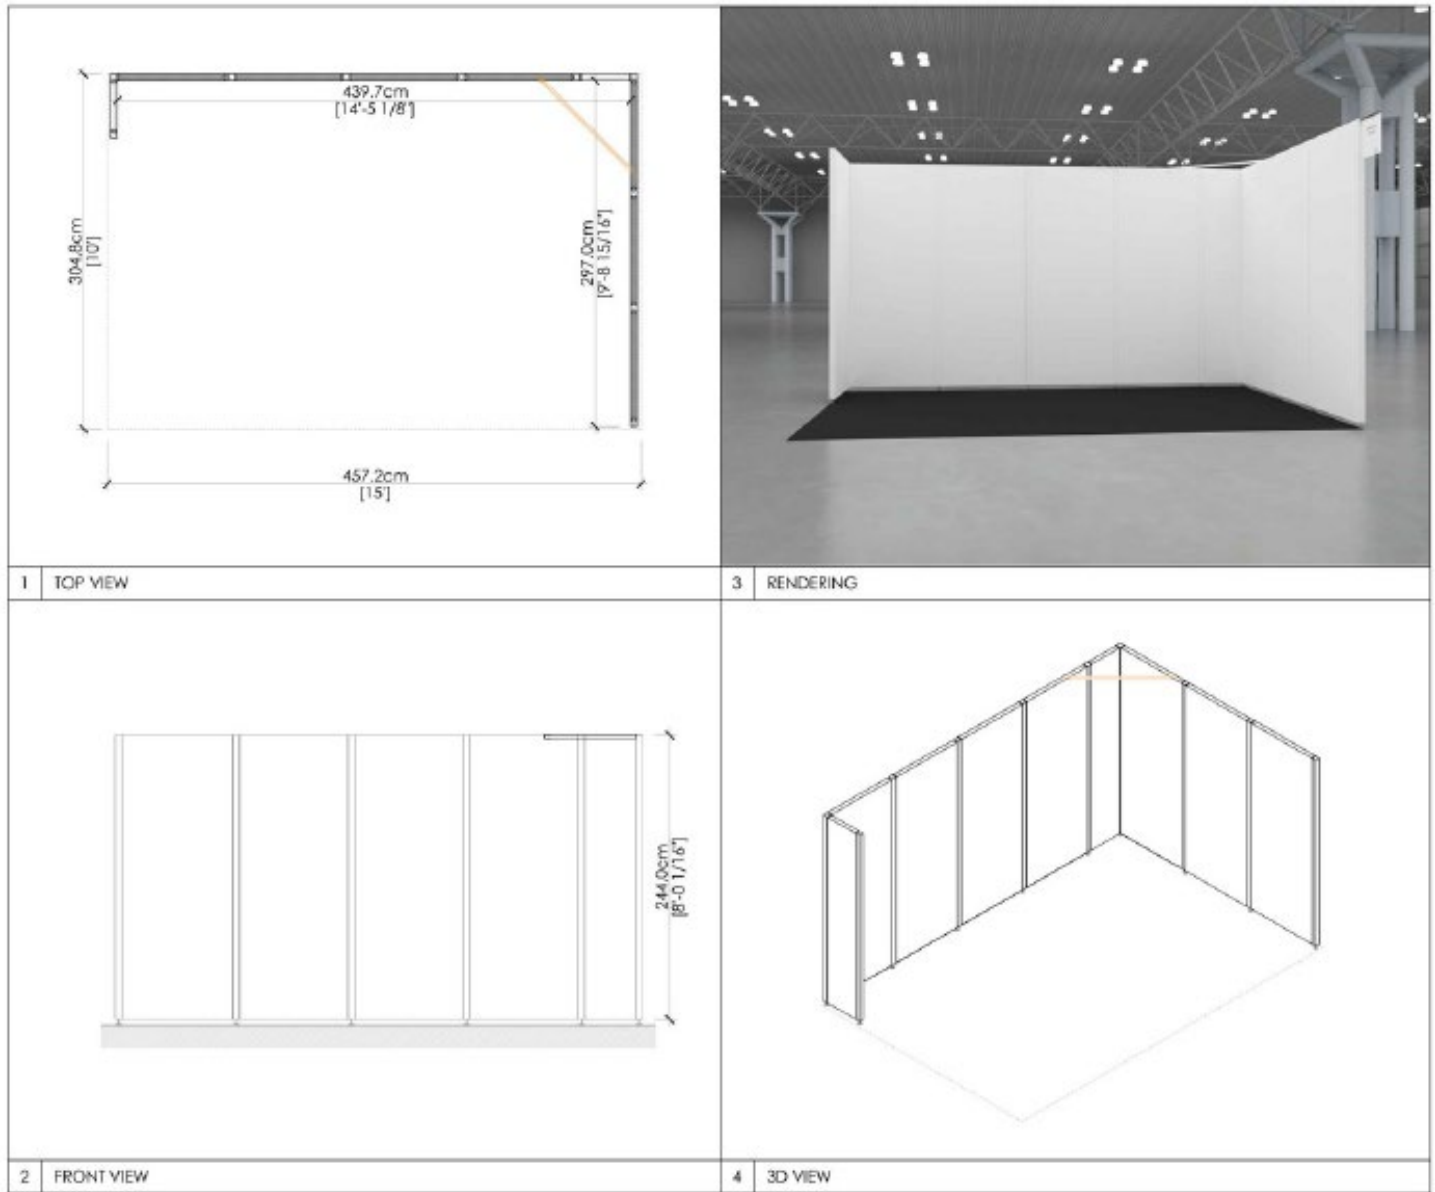 439.7cm
[14'-5 1/8"]
304.8cm
[10']
297.0cm
[9'-8 15/16"]
457.2cm
[15']
1 TOP VIEW
3 RENDERING
244.0cm
[8'-0 1/16"]
2 FRONT VIEW
4 3D VIEW